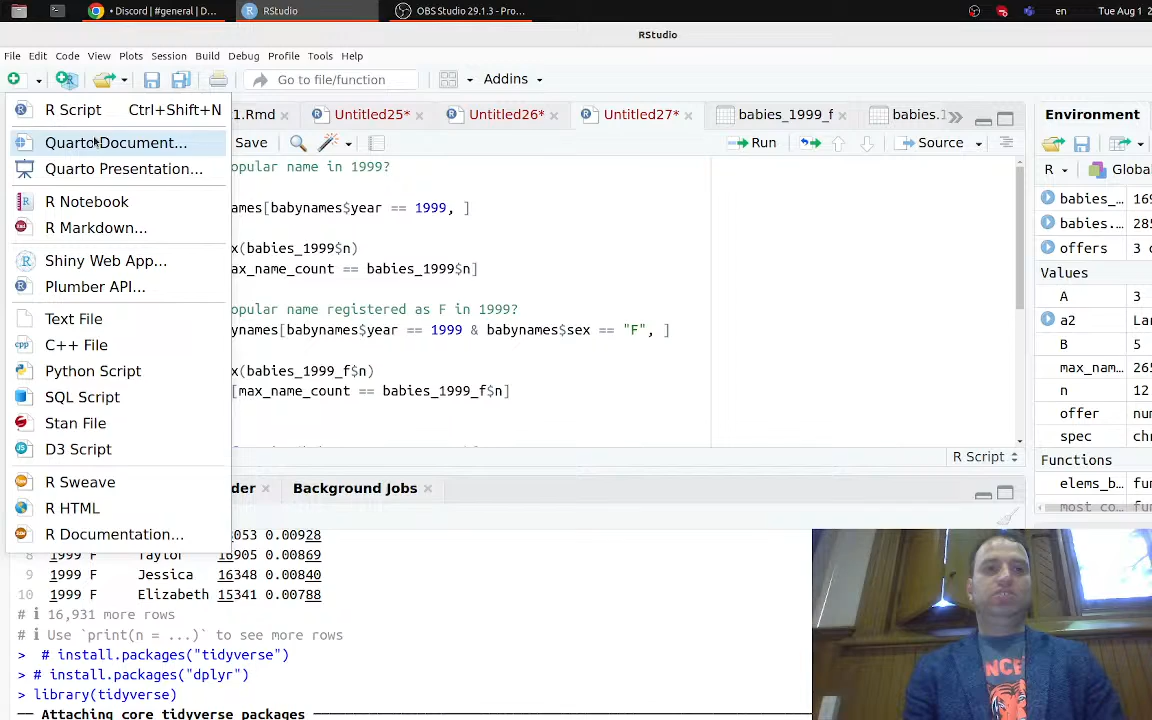 • Discord | #general | D...
RStudio
OBS Studio 29.1.3 - Pro...
en
Tue Aug 1
RStudio
File Edit Code View Plots Session Build Debug Profile Tools Help
Go to file/function
Addins
R Script Ctrl+Shift+N
Quarto Document...
Quarto Presentation...
R Notebook
R Markdown...
Shiny Web App...
Plumber API...
Text File
C++ File
Python Script
SQL Script
Stan File
D3 Script
R Sweave
R HTML
R Documentation...
1.Rmd
Untitled25*
Untitled26*
Untitled27*
babies_1999_f
babies.1
Save
Run
Source
opular name in 1999?
ames[babynames$year == 1999, ]
x(babies_1999$n)
ax_name_count == babies_1999$n]
opular name registered as F in 1999?
ynames[babynames$year == 1999 & babynames$sex == "F", ]
x(babies_1999_f$n)
[max_name_count == babies_1999_f$n]
R Script
Environment
R
Global
babies_... 169
babies.... 285
offers 3 o
Values
A 3
a2 Lar
B 5
max_nam... 265
n 12
offer num
spec chr
Functions
elems_b... fun
most co... fun
der
Background Jobs
053 0.00928
8 1999 F Taylor 16905 0.00869
9 1999 F Jessica 16348 0.00840
10 1999 F Elizabeth 15341 0.00788
# ℹ 16,931 more rows
# ℹ Use `print(n = ...)` to see more rows
> # install.packages("tidyverse")
> # install.packages("dplyr")
> library(tidyverse)
── Attaching core tidyverse packages ──
NCE